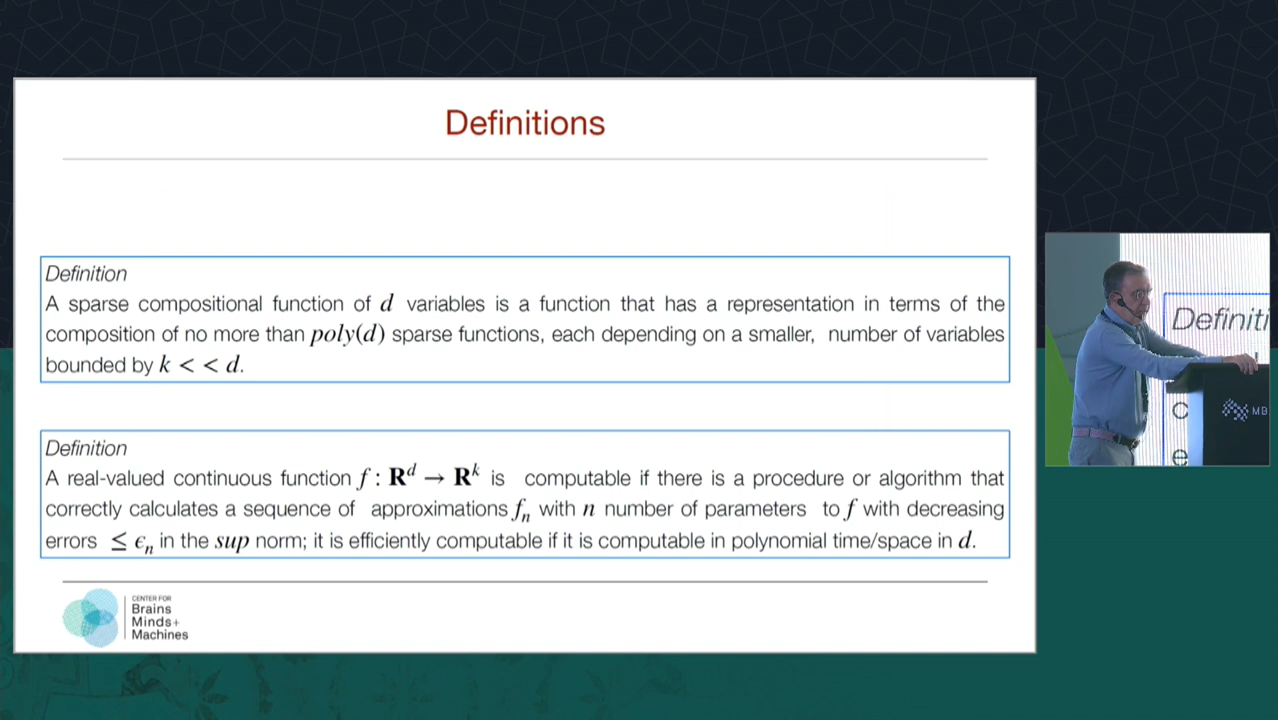 Definitions
Definition
A sparse compositional function of d variables is a function that has a representation in terms of the
composition of no more than poly(d) sparse functions, each depending on a smaller, number of variables
bounded by k < < d.
Definition
A real-valued continuous function f : R^d → R^k is computable if there is a procedure or algorithm that
correctly calculates a sequence of approximations f_n with n number of parameters to f with decreasing
errors ≤ ϵ_n in the sup norm; it is efficiently computable if it is computable in polynomial time/space in d.
CENTER FOR
Brains
Minds+
Machines
Definiti
c
e
MB